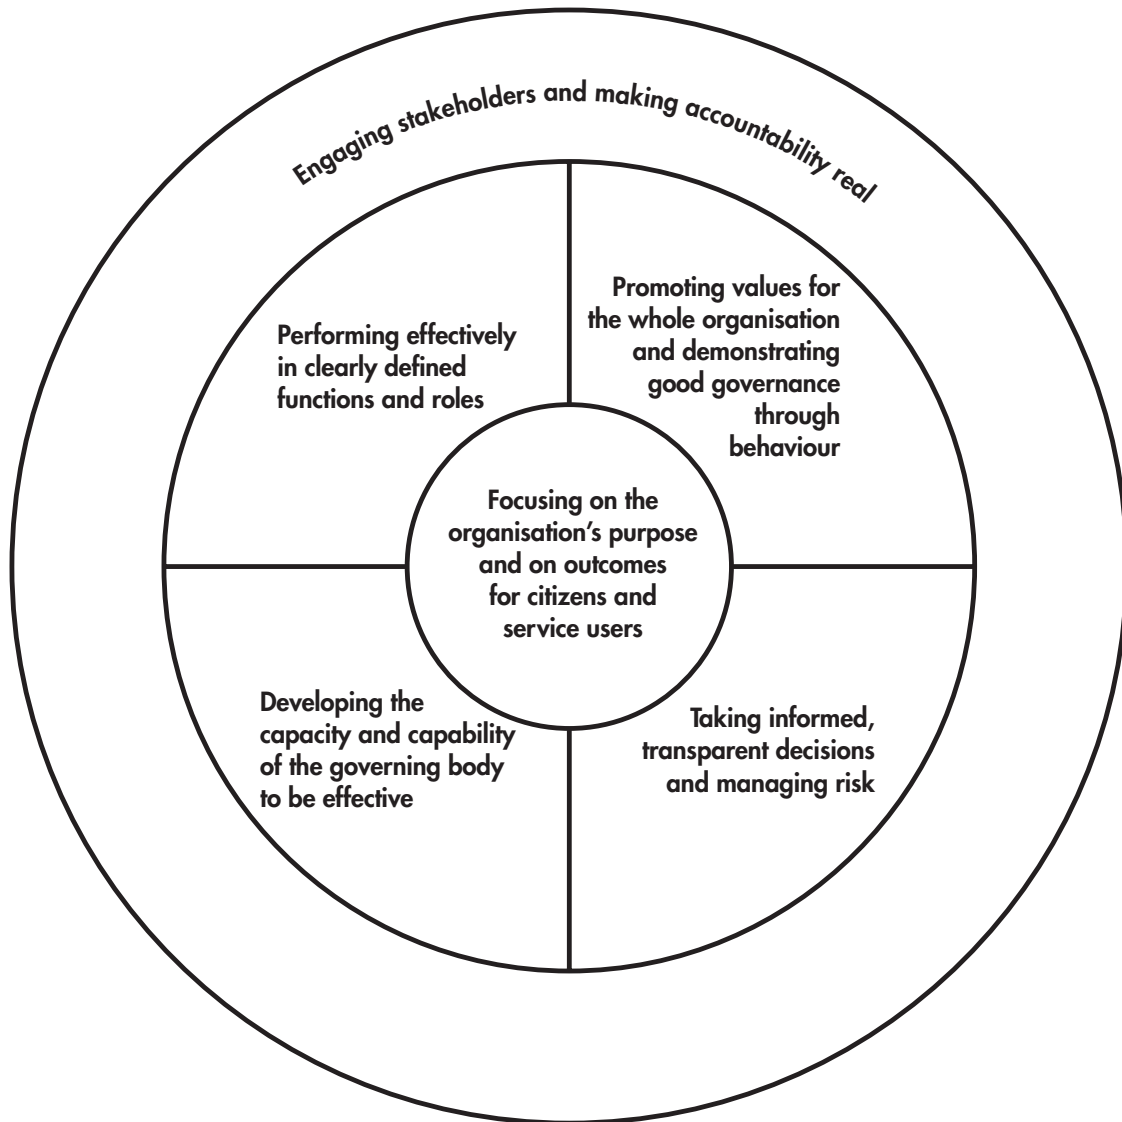 Engaging stakeholders and making accountability real
Performing effectively
in clearly defined
functions and roles
Promoting values for
the whole organisation
and demonstrating
good governance
through
behaviour
Focusing on the
organisation’s purpose
and on outcomes
for citizens and
service users
Developing the
capacity and capability
of the governing body
to be effective
Taking informed,
transparent decisions
and managing risk